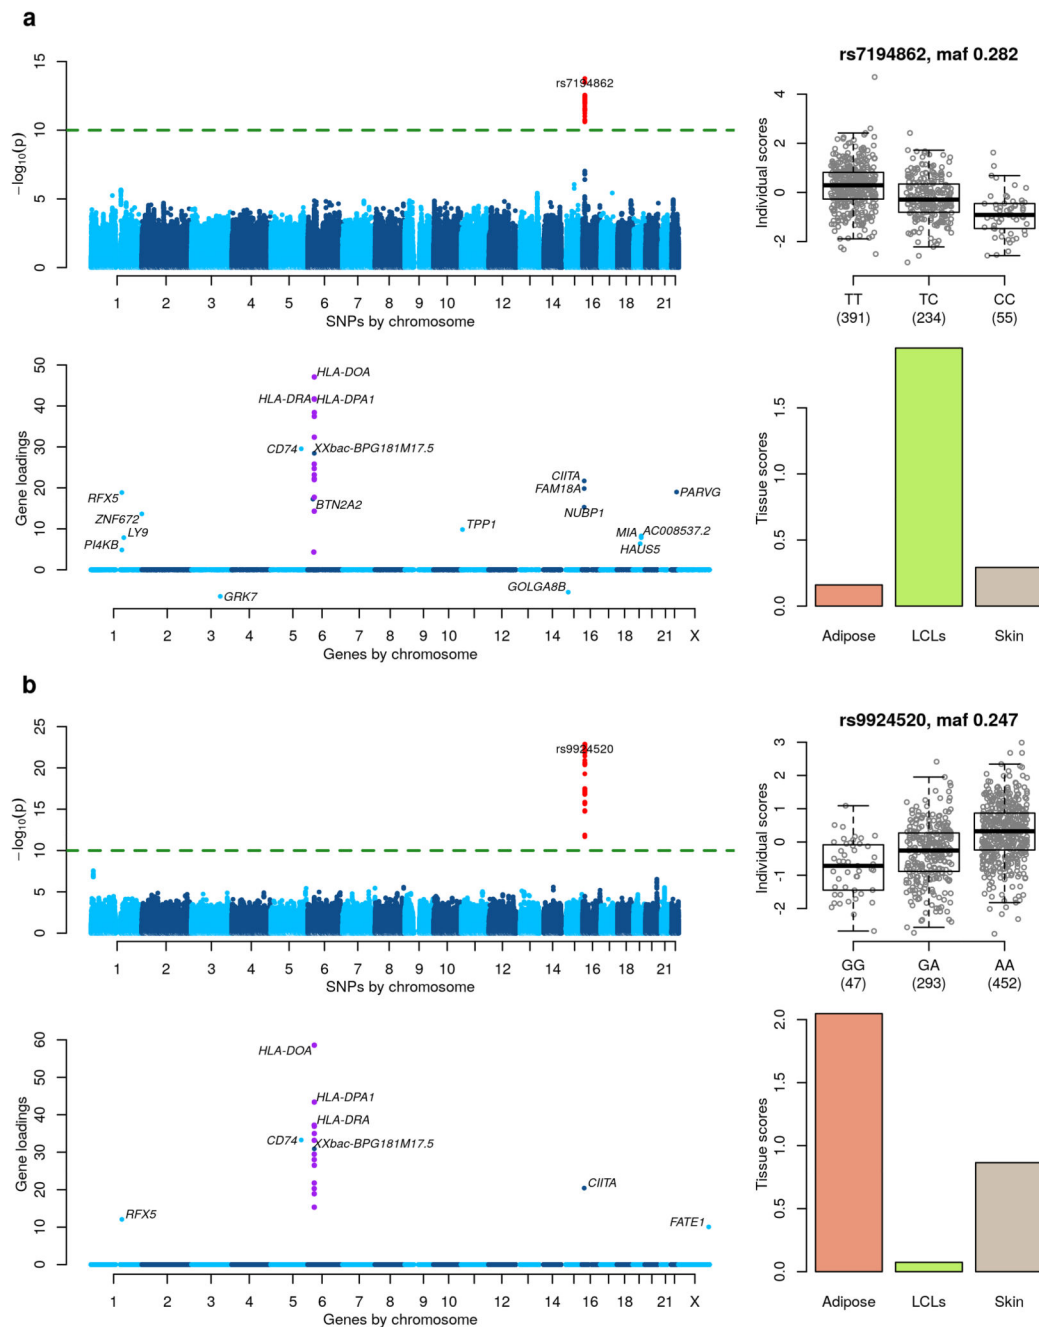 a
rs7194862
−log10(p)
15
10
5
0
1 2 3 4 5 6 7 8 9 10 12 14 16 18 21
SNPs by chromosome
rs7194862, maf 0.282
Individual scores
4
2
0
-2
TT TC CC
(391) (234) (55)
Gene loadings
50
40
30
20
10
0
HLA-DOA
HLA-DRA HLA-DPA1
CD74 XXbac-BPG181M17.5
CIITA
RFX5 FAM18A PARVG
BTN2A2 NUBP1
ZNF672
LY9 TPP1 MIA AC008537.2
PI4KB HAUS5
GRK7 GOLGA8B
1 2 3 4 5 6 7 8 9 10 12 14 16 18 21 X
Genes by chromosome
Tissue scores
1.5
1.0
0.5
0.0
Adipose LCLs Skin
b
rs9924520
−log10(p)
25
20
15
10
5
0
1 2 3 4 5 6 7 8 9 10 12 14 16 18 21
SNPs by chromosome
rs9924520, maf 0.247
Individual scores
3
2
1
0
-1
-2
GG GA AA
(47) (293) (452)
Gene loadings
60
50
40
30
20
10
0
HLA-DOA
HLA-DPA1
HLA-DRA
CD74 XXbac-BPG181M17.5
CIITA
RFX5 FATE1
1 2 3 4 5 6 7 8 9 10 12 14 16 18 21 X
Genes by chromosome
Tissue scores
2.0
1.5
1.0
0.5
0.0
Adipose LCLs Skin